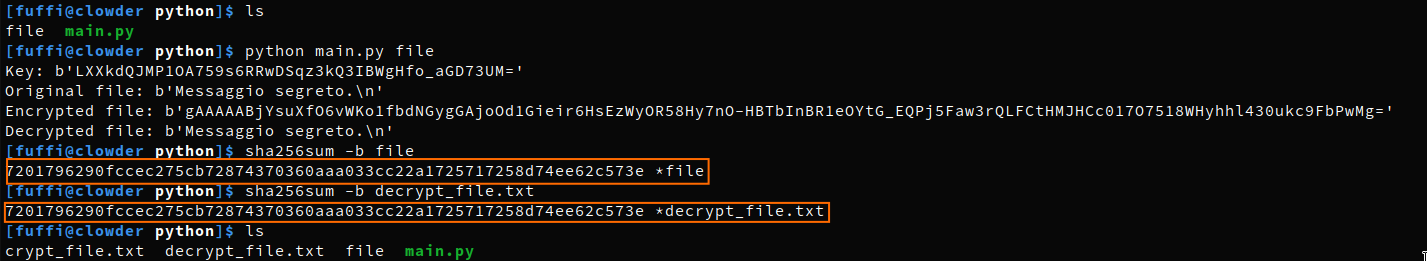 [fuffi@clowder python]$ ls
file main.py
[fuffi@clowder python]$ python main.py file
Key: b'LXXkdQJMP1OA759s6RRwDSqz3kQ3IBWgHfo_aGD73UM='
Original file: b'Messaggio segreto.\n'
Encrypted file: b'gAAAAABjYsuXfO6vWKo1fbdNGygGAjoOd1Gieir6HsEzWyOR58Hy7nO-HBTbInBR1eOYtG_EQPj5Faw3rQLFCtHMJHCc017O7518WHyhhl430ukc9FbPwMg='
Decrypted file: b'Messaggio segreto.\n'
[fuffi@clowder python]$ sha256sum -b file
7201796290fccec275cb72874370360aaa033cc22a1725717258d74ee62c573e *file
[fuffi@clowder python]$ sha256sum -b decrypt_file.txt
7201796290fccec275cb72874370360aaa033cc22a1725717258d74ee62c573e *decrypt_file.txt
[fuffi@clowder python]$ ls
crypt_file.txt decrypt_file.txt file main.py